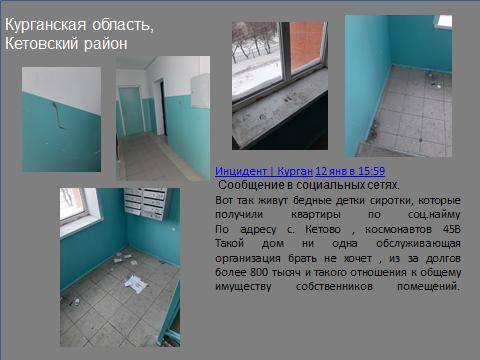 Курганская область,
Кетовский район
Инцидент | Курган 12 янв в 15:59
Сообщение в социальных сетях.
Вот так живут бедные детки сиротки, которые
получили квартиры по соц.найму
По адресу с. Кетово , космонавтов 45В
Такой дом ни одна обслуживающая
организация брать не хочет , из за долгов
более 800 тысяч и такого отношения к общему
имуществу собственников помещений.